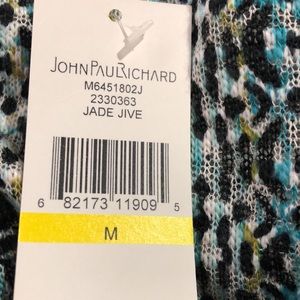 JOHNPAULRICHARD
M6451802J
2330363
JADE JIVE
6 82173 11909 5
M